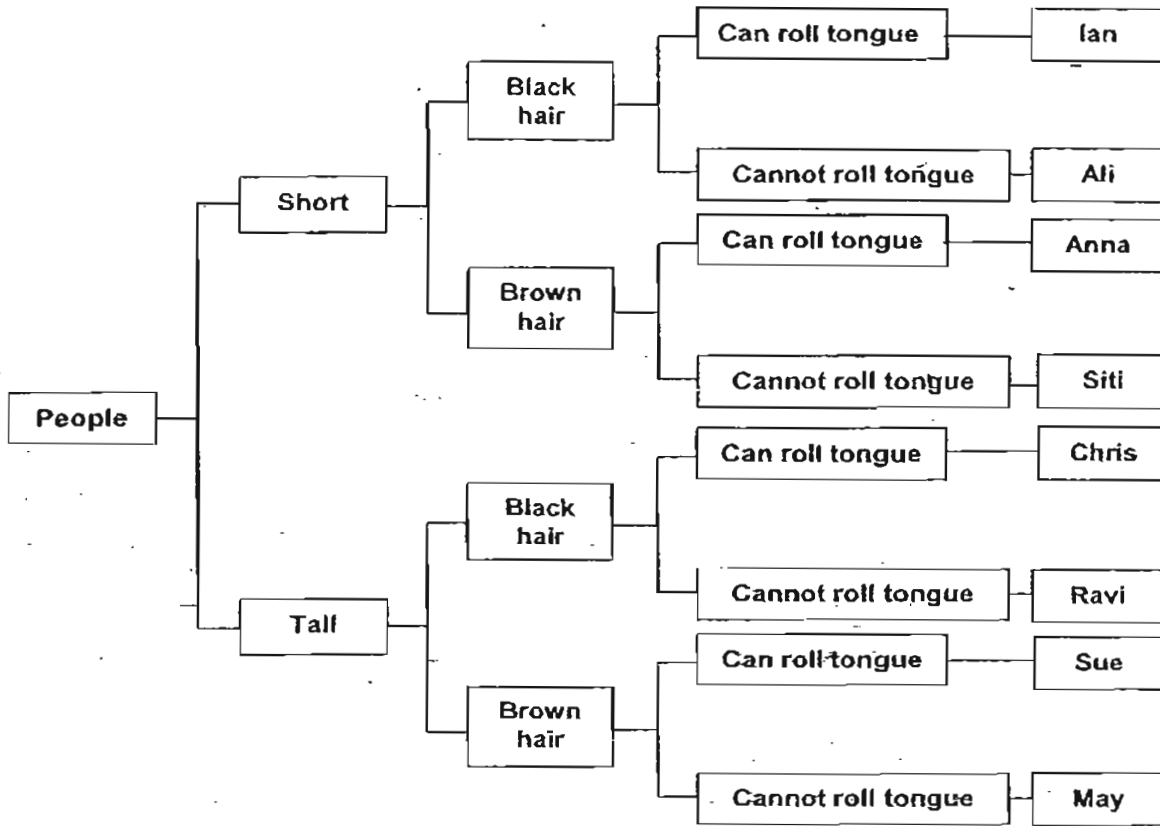 Can roll tongue
Ian
Black
hair
Cannot roll tongue
Ali
Short
Can roll tongue
Anna
Brown
hair
Cannot roll tongue
Siti
People
Can roll tongue
Chris
Black
hair
Cannot roll tongue
Ravi
Tall
Can roll tongue
Sue
Brown
hair
Cannot roll tongue
May